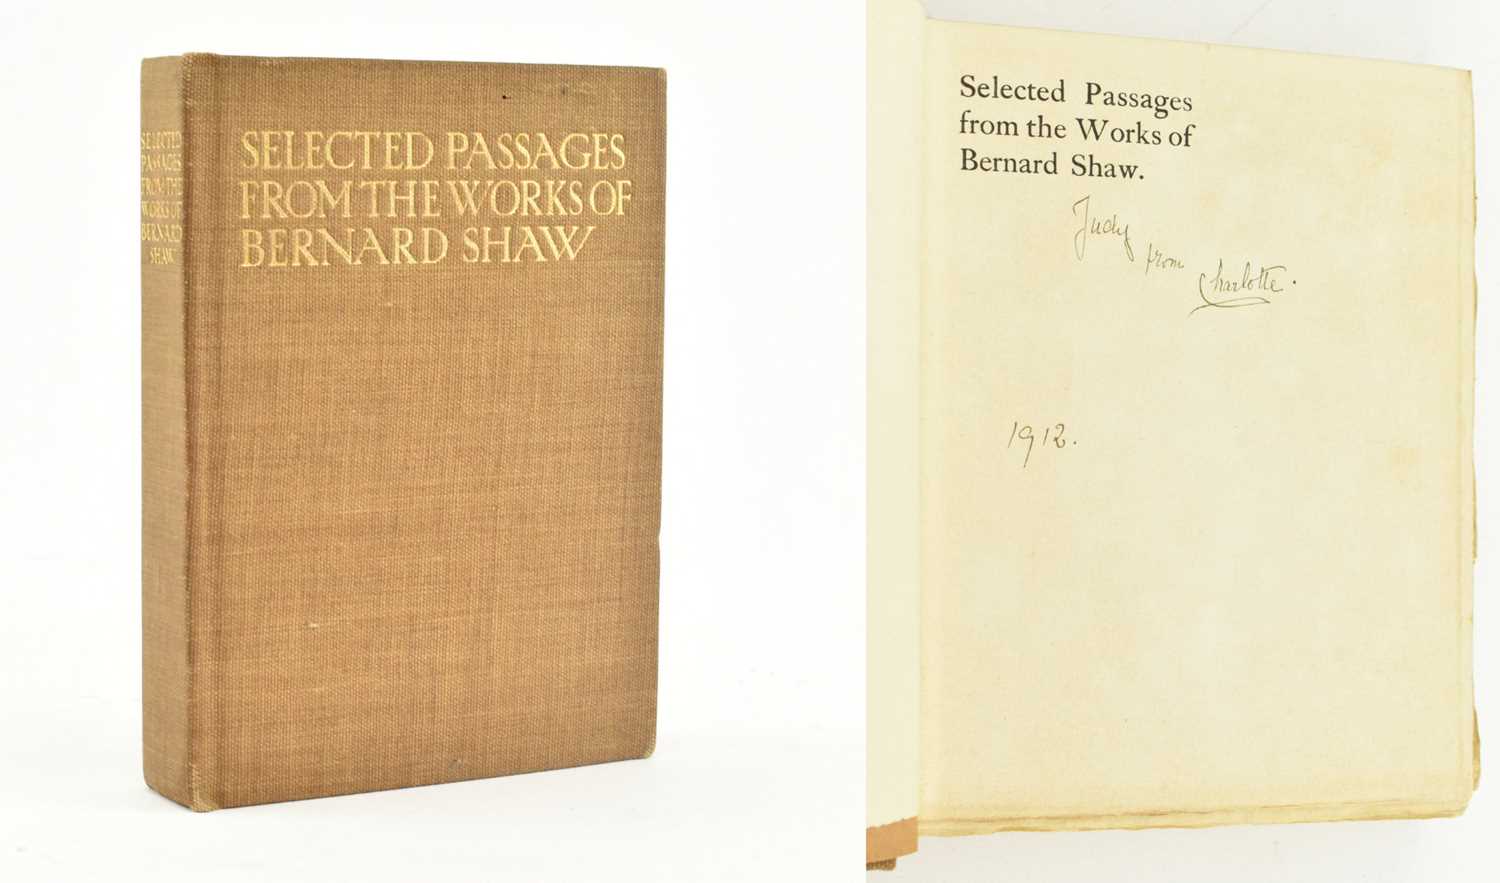 SELECTED
PASSAGES
FROM THE
WORKS OF
BERNARD
SHAW
SELECTED PASSAGES
FROM THE WORKS OF
BERNARD SHAW
Selected Passages
from the Works of
Bernard Shaw.
Judy
from
Charlotte.
1912.